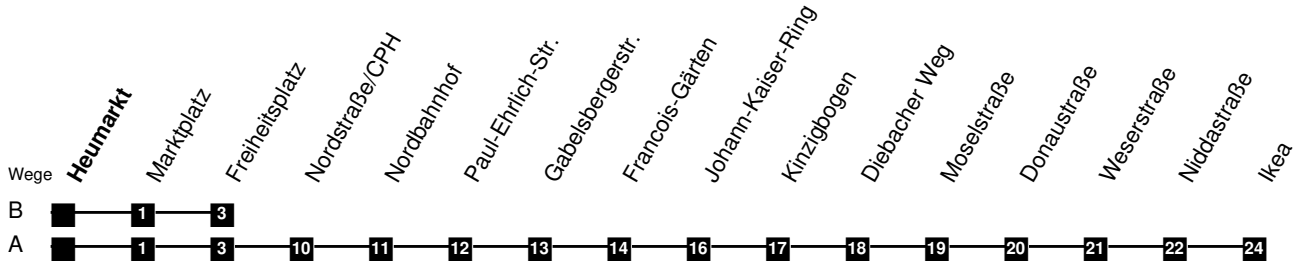 Heumarkt
Marktplatz
Freiheitsplatz
Nordstraße/CPH
Nordbahnhof
Paul-Ehrlich-Str.
Gabelsbergerstr.
Francois-Gärten
Johann-Kaiser-Ring
Kinzigbogen
Diebacher Weg
Moselstraße
Donaustraße
Weserstraße
Niddastraße
Ikea
Wege
B 1 3
A 1 3 10 11 12 13 14 16 17 18 19 20 21 22 24